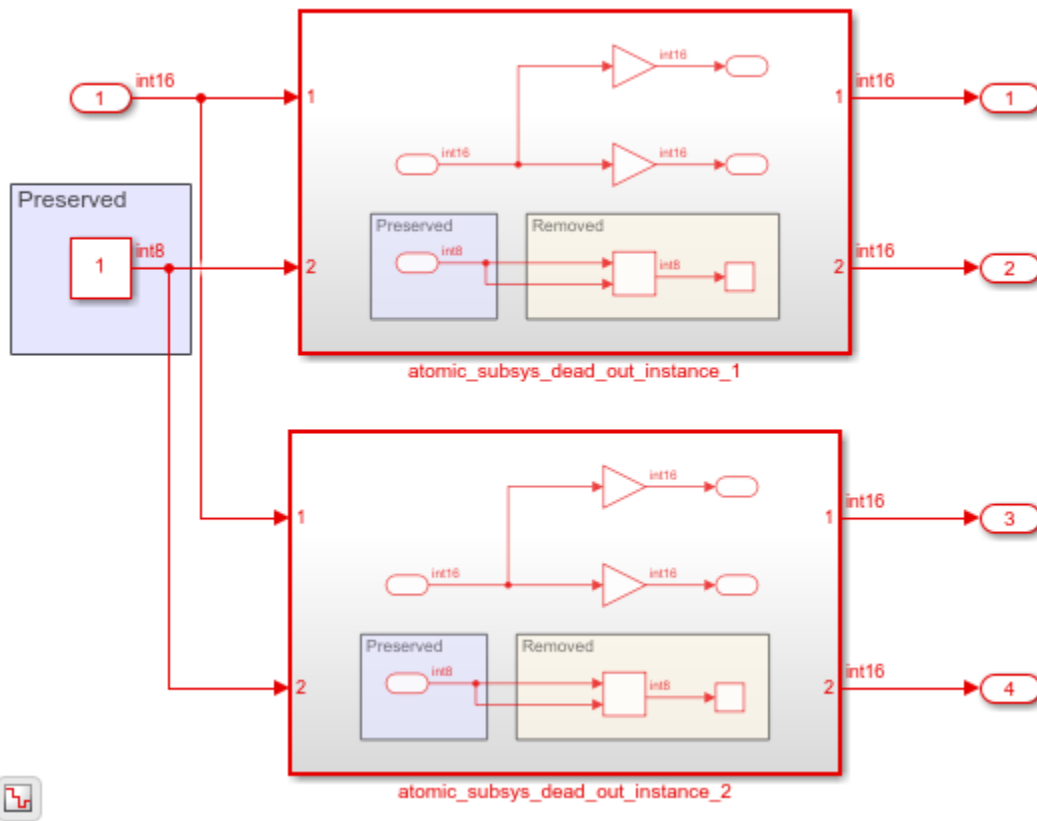 int16
1
1
int16
int16
1
int16
1
int16
Preserved
1
int8
2
Preserved
int8
Removed
int8
2
int16
2
atomic_subsys_dead_out_instance_1
1
int16
int16
int16
1
int16
3
2
Preserved
int8
Removed
int8
2
int16
4
atomic_subsys_dead_out_instance_2